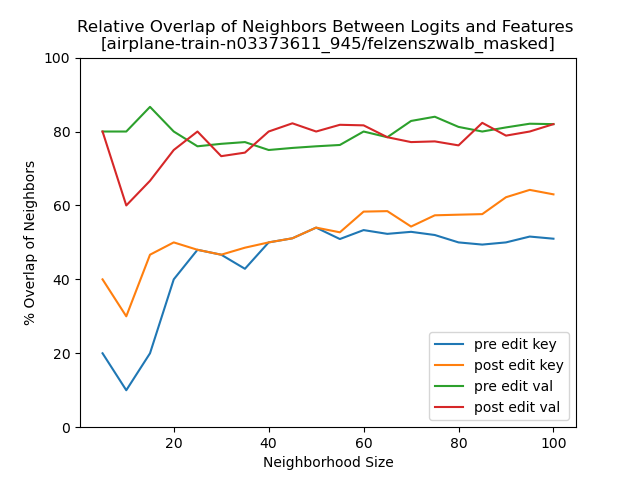 Relative Overlap of Neighbors Between Logits and Features
[airplane-train-n03373611_945/felzenszwalb_masked]
100
80
60
40
20
0
% Overlap of Neighbors
pre edit key
post edit key
pre edit val
post edit val
20
40
60
80
100
Neighborhood Size